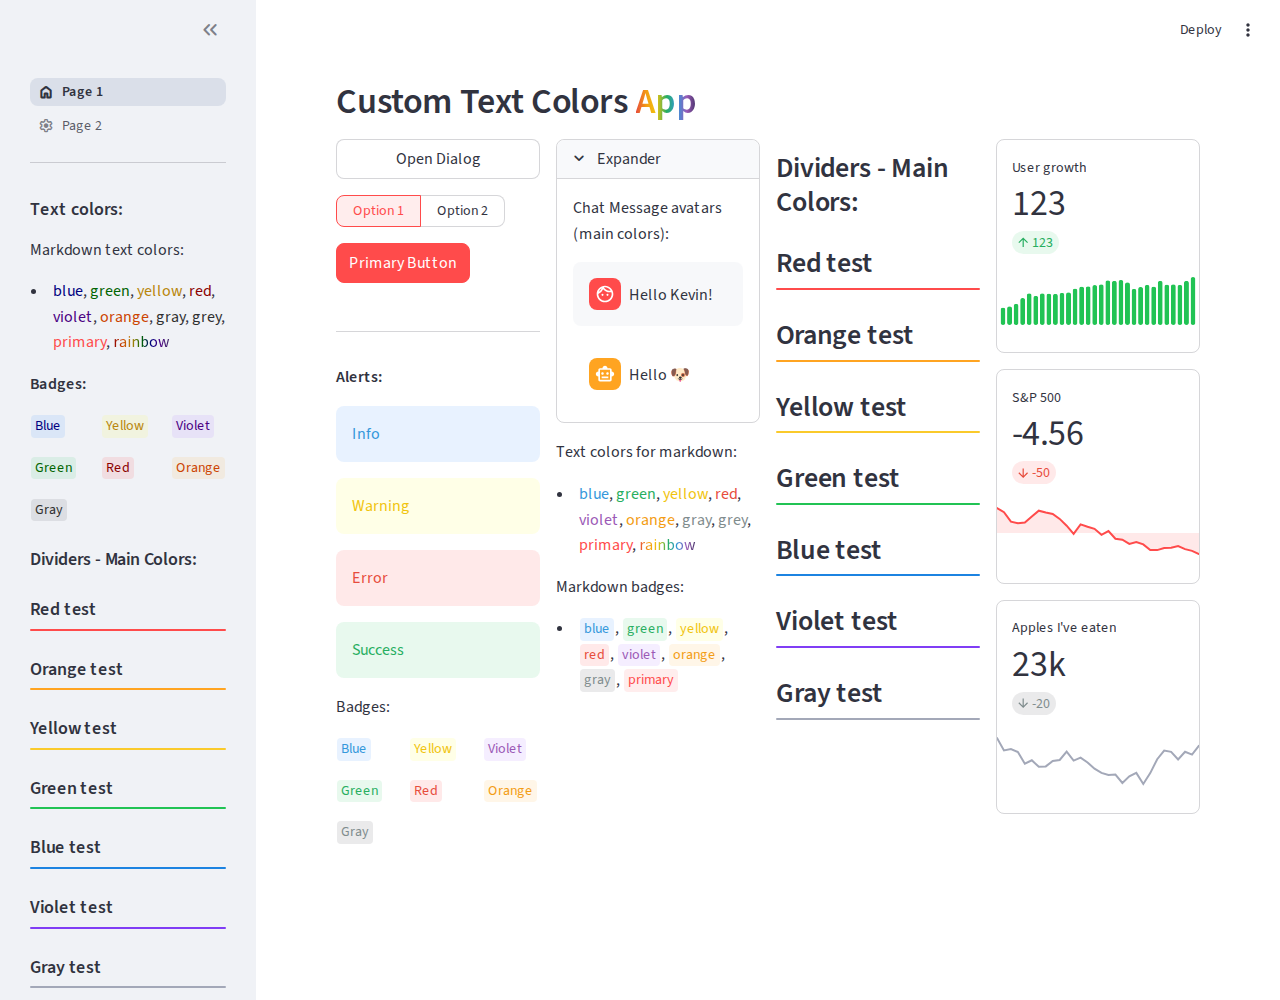 Deploy
Page 1
Page 2
Text colors:
Markdown text colors:
blue, green, yellow, red,
violet, orange, gray, grey,
primary, rainbow
Badges:
Blue Yellow Violet
Green Red Orange
Gray
Dividers - Main Colors:
Red test
Orange test
Yellow test
Green test
Blue test
Violet test
Gray test
Custom Text Colors App
Open Dialog
Option 1 Option 2
Primary Button
Alerts:
Info
Warning
Error
Success
Badges:
Blue Yellow Violet
Green Red Orange
Gray
Expander
Chat Message avatars
(main colors):
Hello Kevin!
Hello 🐶
Text colors for markdown:
blue, green, yellow, red,
violet, orange, gray, grey,
primary, rainbow
Markdown badges:
blue , green , yellow ,
red , violet , orange ,
gray , primary
Dividers - Main
Colors:
Red test
Orange test
Yellow test
Green test
Blue test
Violet test
Gray test
User growth
123
↑ 123
S&P 500
-4.56
↓ -50
Apples I've eaten
23k
↓ -20